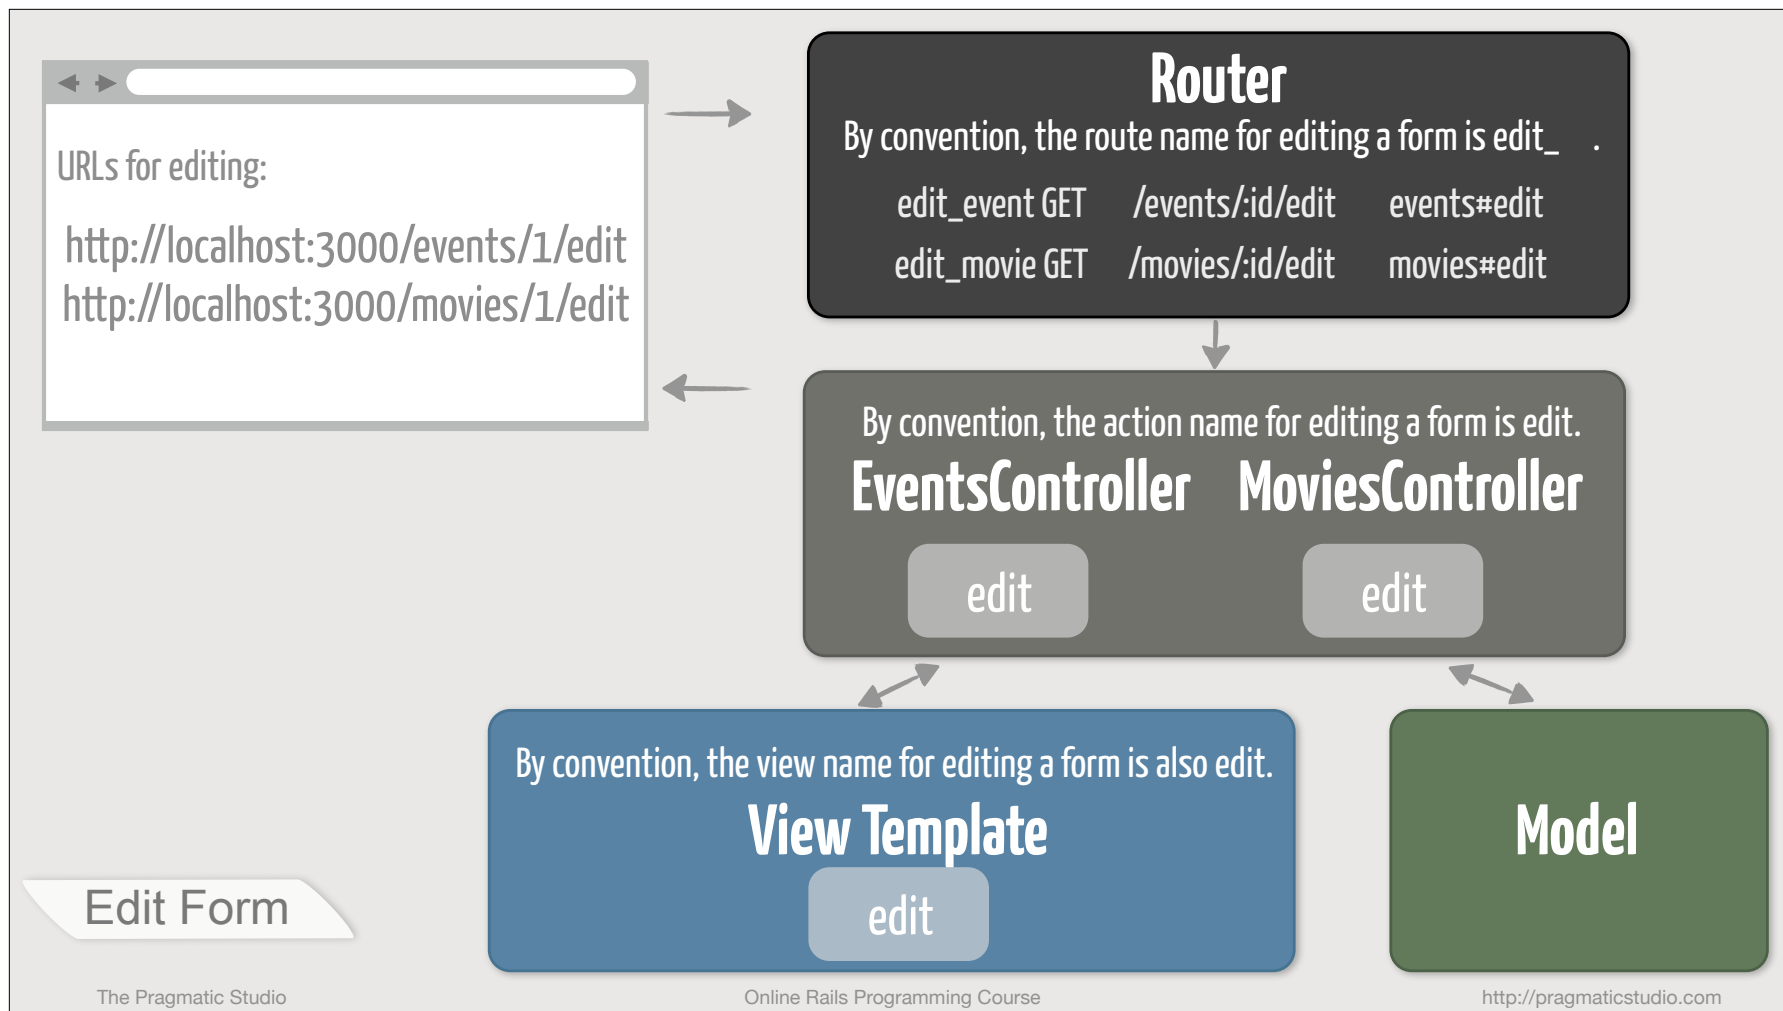 URLs for editing:
http://localhost:3000/events/1/edit
http://localhost:3000/movies/1/edit
Router
By convention, the route name for editing a form is edit_ .
edit_event GET /events/:id/edit events#edit
edit_movie GET /movies/:id/edit movies#edit
By convention, the action name for editing a form is edit.
EventsController MoviesController
edit edit
By convention, the view name for editing a form is also edit.
View Template
edit
Model
Edit Form
The Pragmatic Studio Online Rails Programming Course http://pragmaticstudio.com